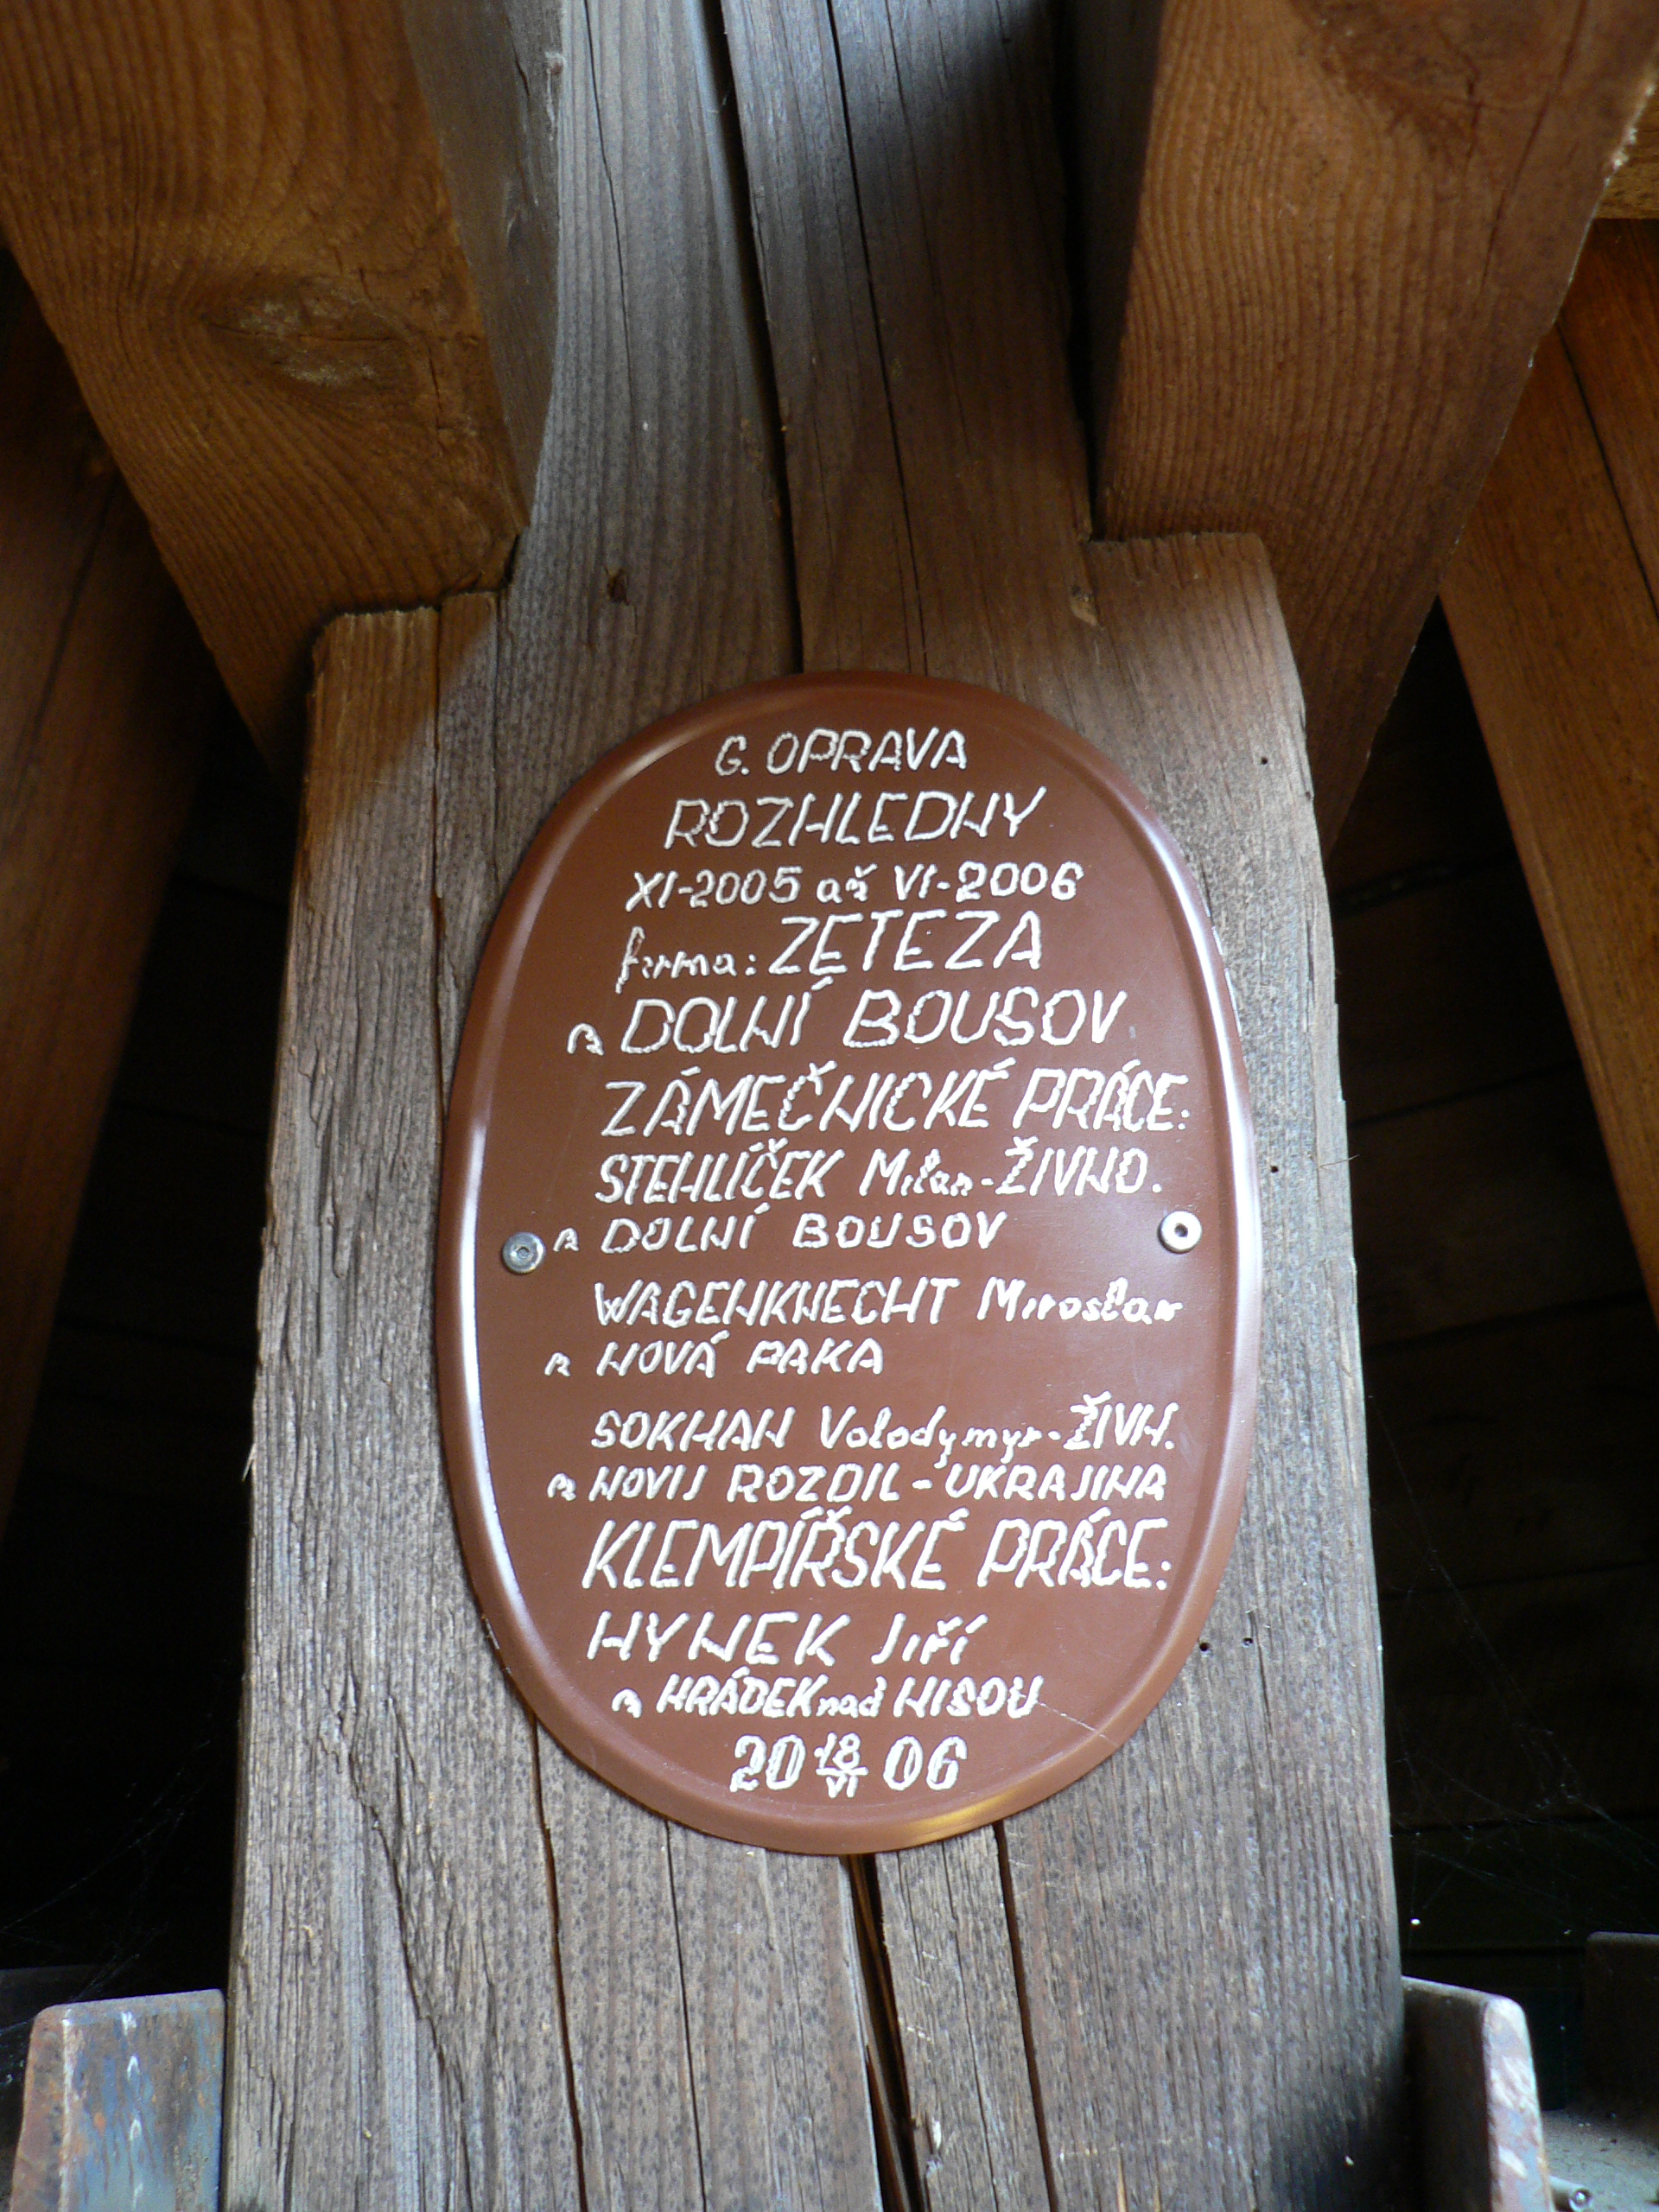 G. OPRAVA
ROZHLEDNY
XI-2005 až VI-2006
firma: ZETEZA
DOLNÍ BOUSOV
ZÁMEČNICKÉ PRÁCE:
STEHLÍČEK Milan-ŽIVNO.
DOLNÍ BOUSOV
WAGENKNECHT Miroslav
NOVÁ PAKA
SOKHAN Volodymyr-ŽIVN.
NOVIJ ROZDIL-UKRAJINA
KLEMPÍŘSKÉ PRÁCE:
HYNEK Jiří
HRÁDEK nad NISOU
20 18/VI 06